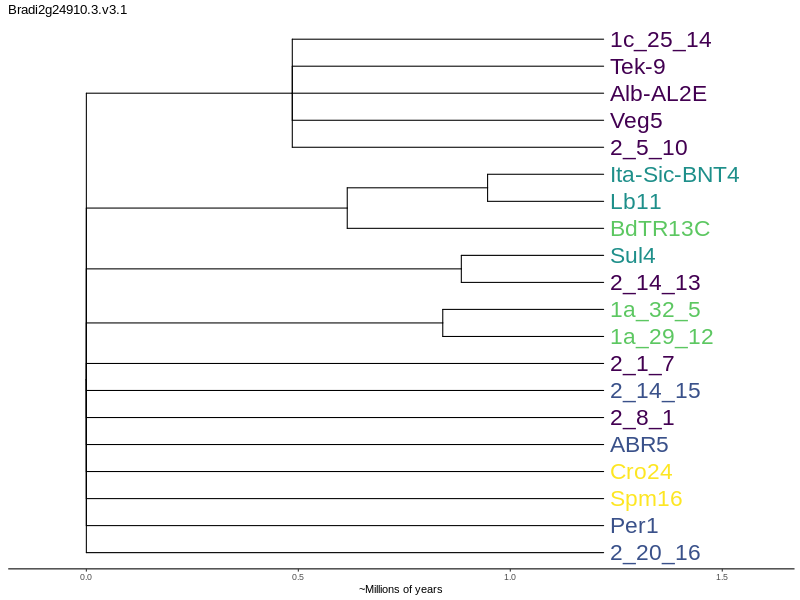 Bradi2g24910.3.v3.1
1c_25_14
Tek-9
Alb-AL2E
Veg5
2_5_10
Ita-Sic-BNT4
Lb11
BdTR13C
Sul4
2_14_13
1a_32_5
1a_29_12
2_1_7
2_14_15
2_8_1
ABR5
Cro24
Spm16
Per1
2_20_16
0.0 0.5 1.0 1.5
~Millions of years